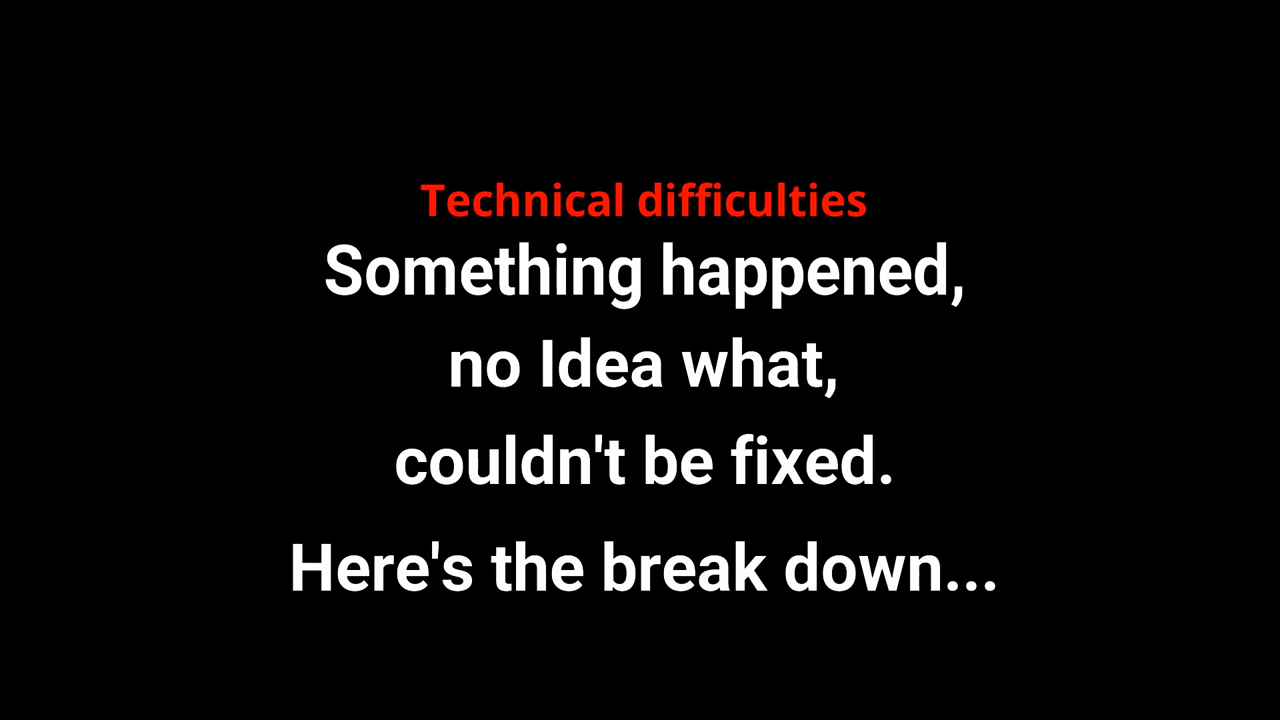 Technical difficulties
Something happened,
no Idea what,
couldn't be fixed.
Here's the break down...